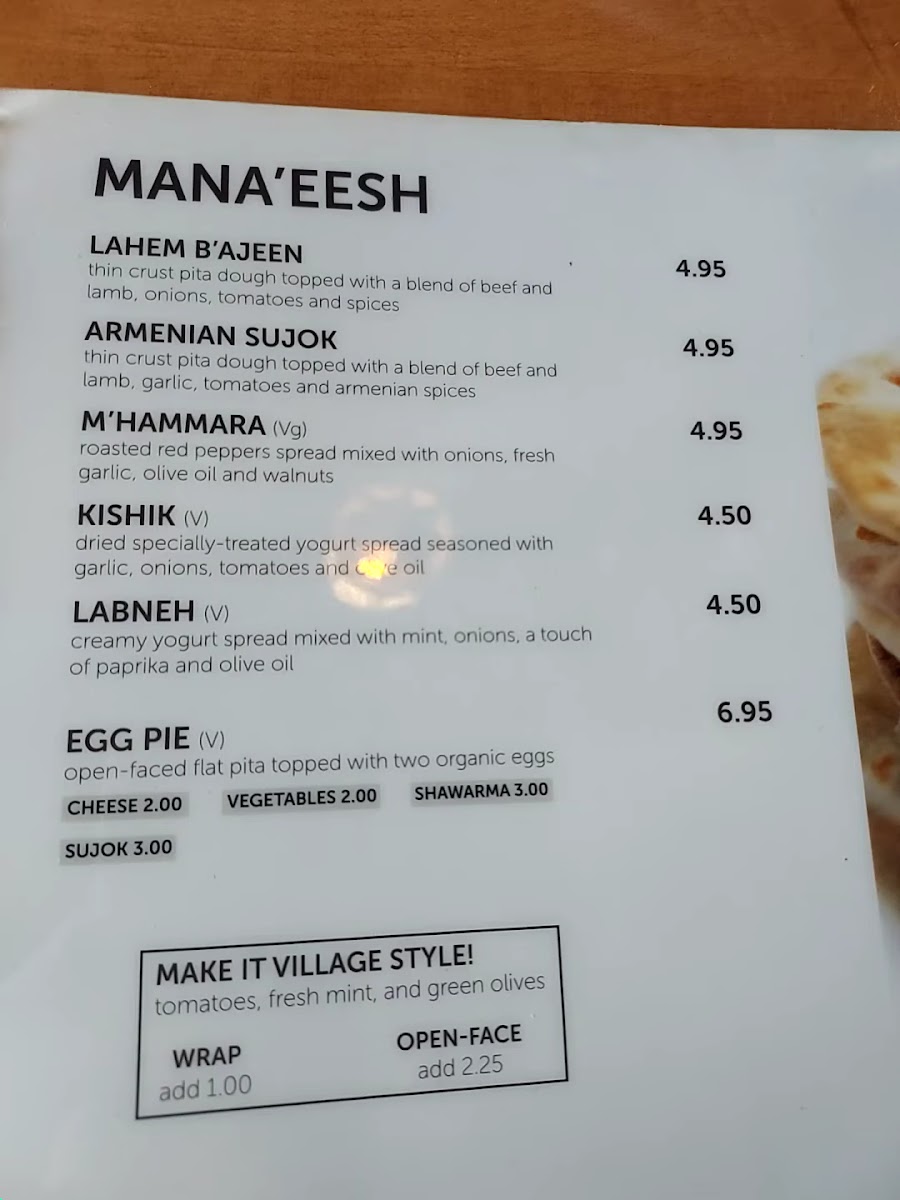 MANA'EESH
LAHEM B'AJEEN 4.95
thin crust pita dough topped with a blend of beef and
lamb, onions, tomatoes and spices
ARMENIAN SUJOK 4.95
thin crust pita dough topped with a blend of beef and
lamb, garlic, tomatoes and armenian spices
M'HAMMARA (Vg) 4.95
roasted red peppers spread mixed with onions, fresh
garlic, olive oil and walnuts
KISHIK (V) 4.50
dried specially-treated yogurt spread seasoned with
garlic, onions, tomatoes and olive oil
LABNEH (V) 4.50
creamy yogurt spread mixed with mint, onions, a touch
of paprika and olive oil
EGG PIE (V) 6.95
open-faced flat pita topped with two organic eggs
CHEESE 2.00 VEGETABLES 2.00 SHAWARMA 3.00
SUJOK 3.00
MAKE IT VILLAGE STYLE!
tomatoes, fresh mint, and green olives
WRAP OPEN-FACE
add 1.00 add 2.25